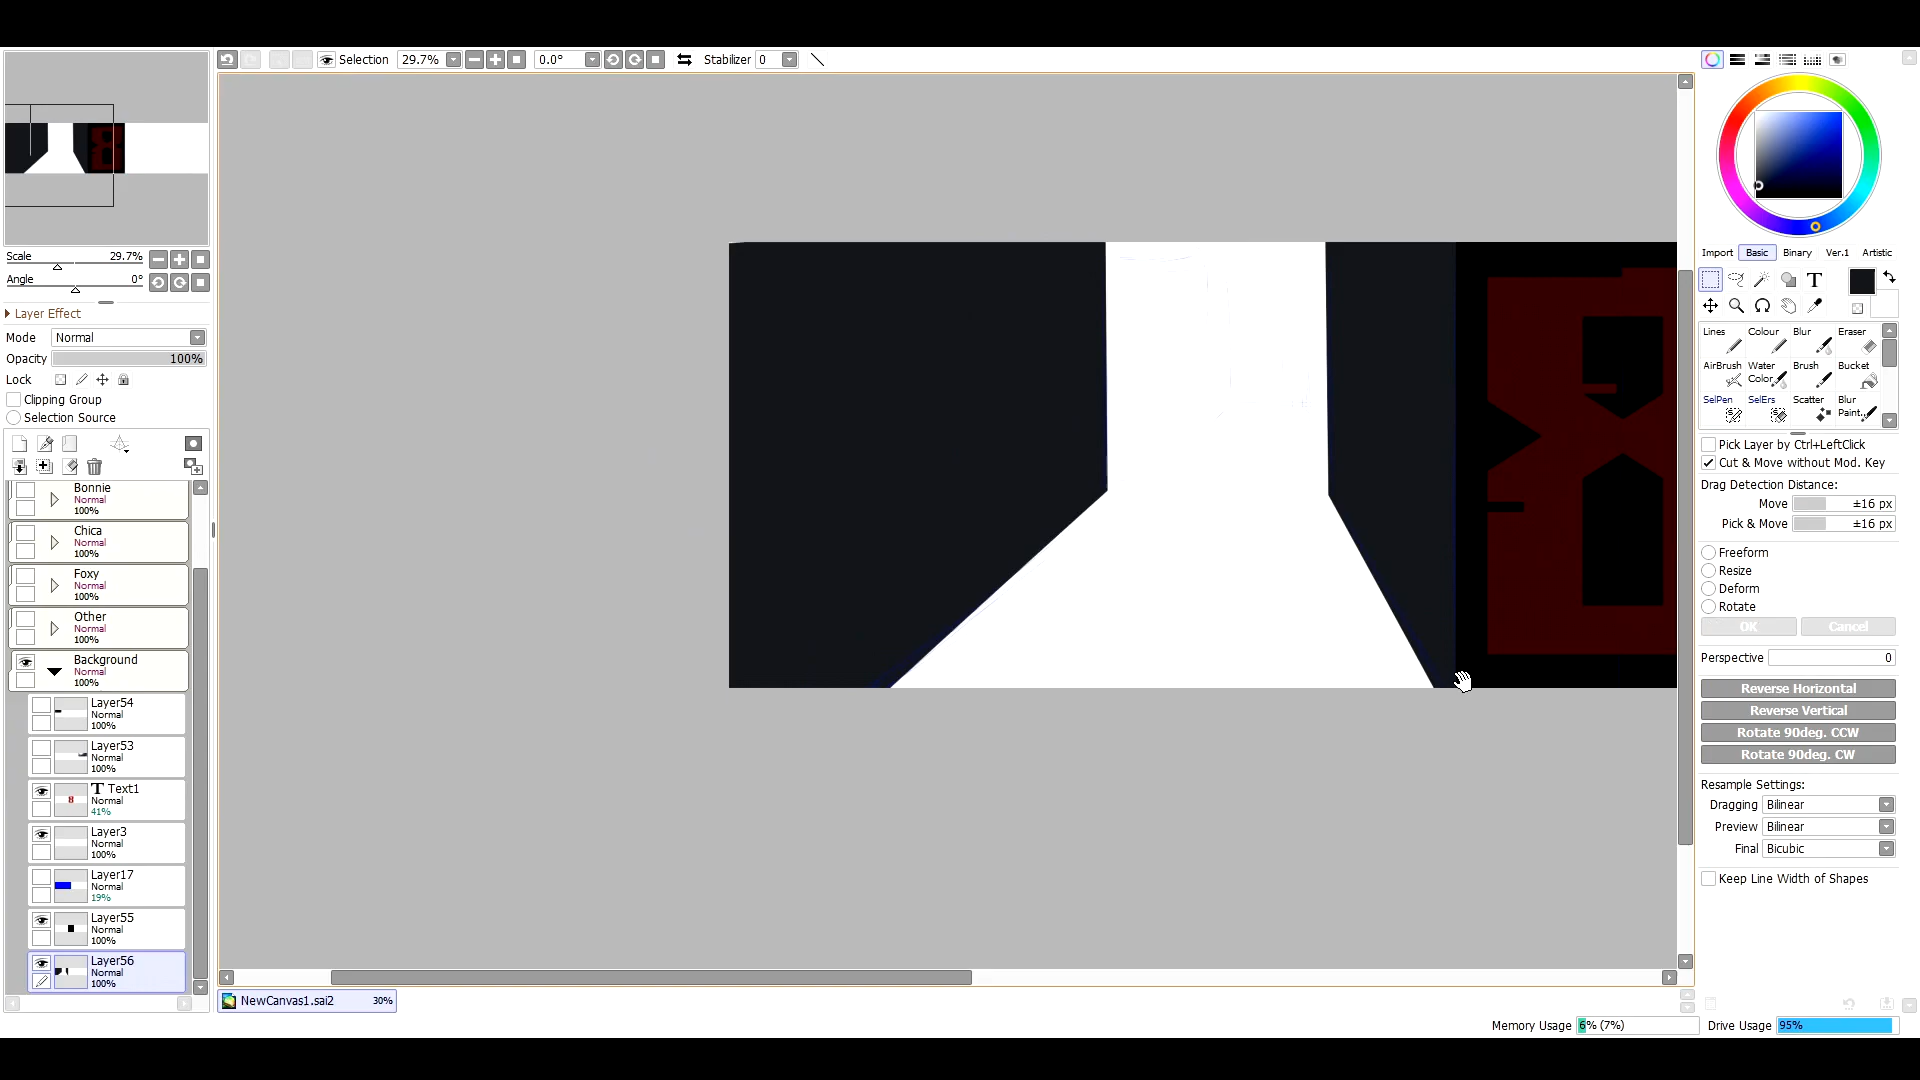 Selection 29.7% 0.0° Stabilizer 0
Scale 29.7%
Angle 0°
Layer Effect
Mode Normal
Opacity 100%
Lock
Clipping Group
Selection Source
Bonnie
Normal
100%
Chica
Normal
100%
Foxy
Normal
100%
Other
Normal
100%
Background
Normal
100%
Layer54
Normal
100%
Layer53
Normal
100%
T Text1
Normal
41%
Layer3
Normal
100%
Layer17
Normal
19%
Layer55
Normal
100%
Layer56
Normal
100%
8
NewCanvas1.sai2 30%
Import Basic Binary Ver.1 Artistic
T
Lines Colour Blur Eraser
AirBrush Water Color Brush Bucket
SelPen SelErs Scatter Blur Paint..
Pick Layer by Ctrl+LeftClick
Cut & Move without Mod. Key
Drag Detection Distance:
Move ±16 px
Pick & Move ±16 px
Freeform
Resize
Deform
Rotate
OK Cancel
Perspective 0
Reverse Horizontal
Reverse Vertical
Rotate 90deg. CCW
Rotate 90deg. CW
Resample Settings:
Dragging Bilinear
Preview Bilinear
Final Bicubic
Keep Line Width of Shapes
Memory Usage 6% (7%) Drive Usage 95%